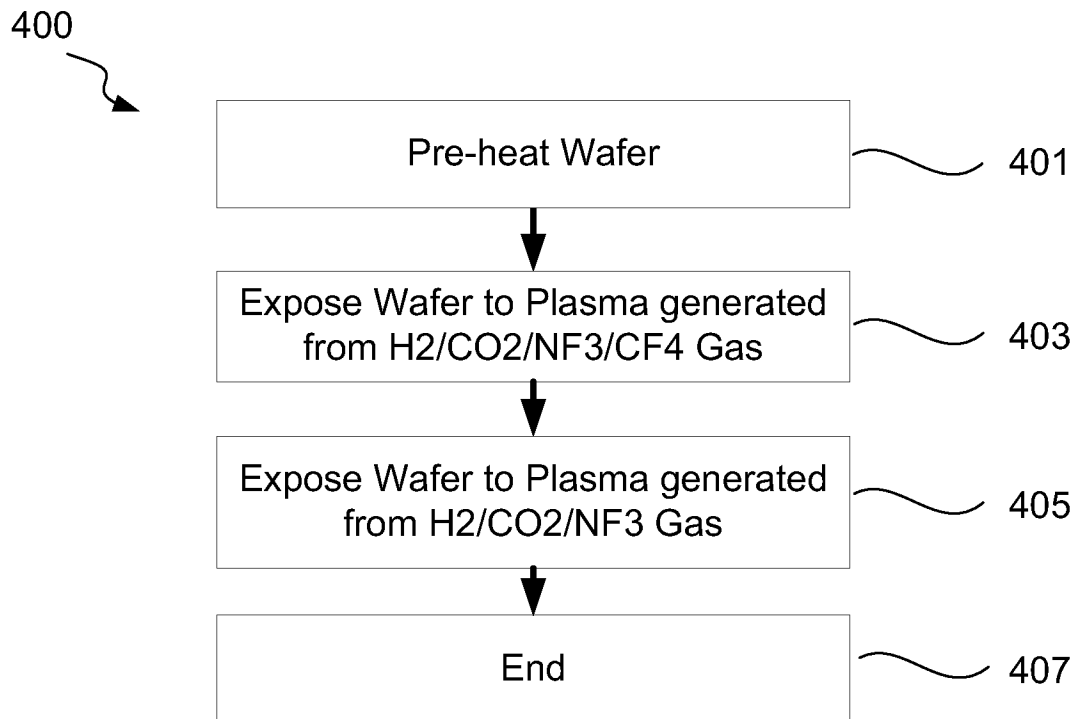 400
Pre-heat Wafer
401
Expose Wafer to Plasma generated
from H2/CO2/NF3/CF4 Gas
403
Expose Wafer to Plasma generated
from H2/CO2/NF3 Gas
405
End
407